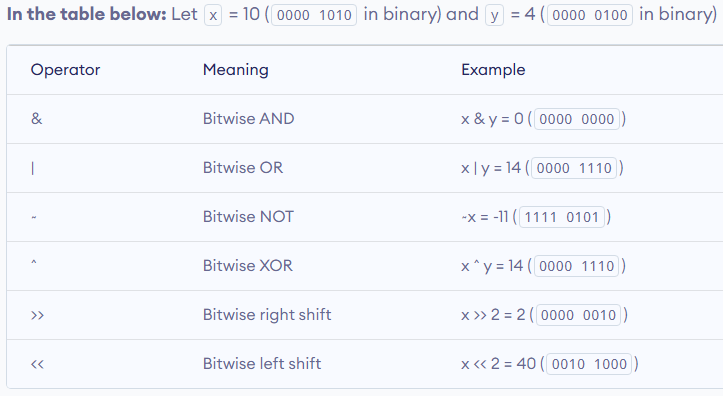 In the table below: Let x = 10 (0000 1010 in binary) and y = 4 (0000 0100 in binary)
Operator Meaning Example
& Bitwise AND x & y = 0 (0000 0000)
| Bitwise OR x | y = 14 (0000 1110)
~ Bitwise NOT ~x = -11 (1111 0101)
^ Bitwise XOR x ^ y = 14 (0000 1110)
>> Bitwise right shift x >> 2 = 2 (0000 0010)
<< Bitwise left shift x << 2 = 40 (0010 1000)